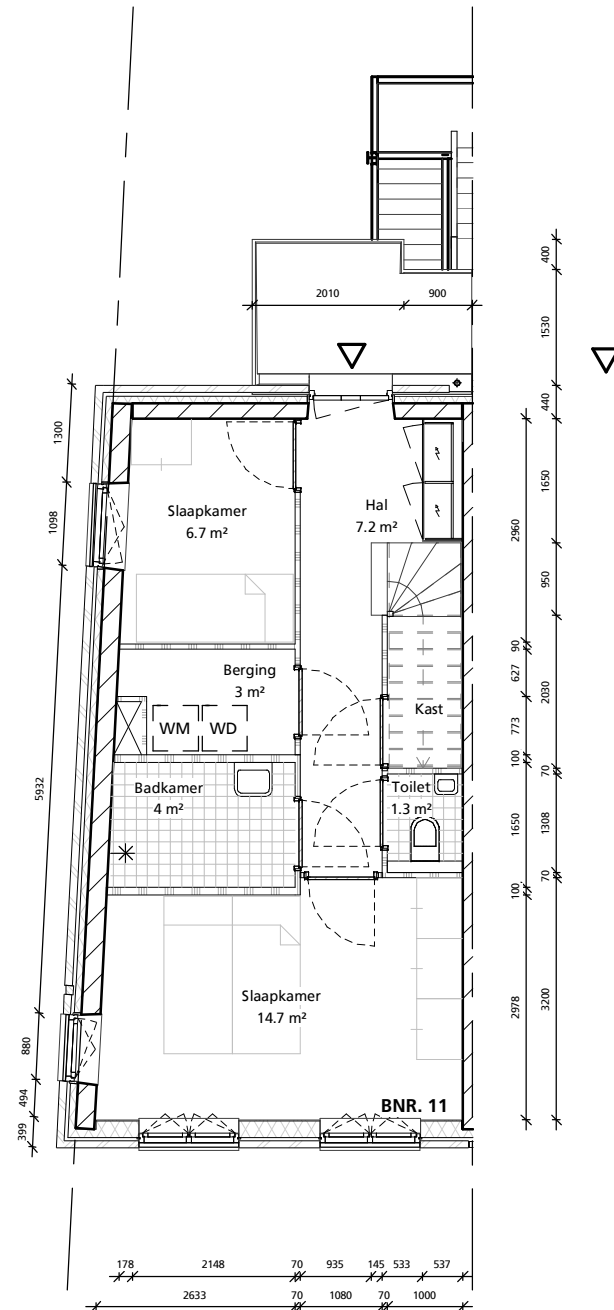 400
2010
900
1530
440
1300
1650
Slaapkamer
6.7 m²
Hal
7.2 m²
1098
2960
950
90
627
Berging
3 m²
2030
Kast
WM
WD
773
100
70
Badkamer
4 m²
Toilet
1.3 m²
5932
1650
1308
100
70
Slaapkamer
14.7 m²
2978
3200
880
494
399
BNR. 11
178
2148
70
935
145
533
537
2633
70
1080
70
1000